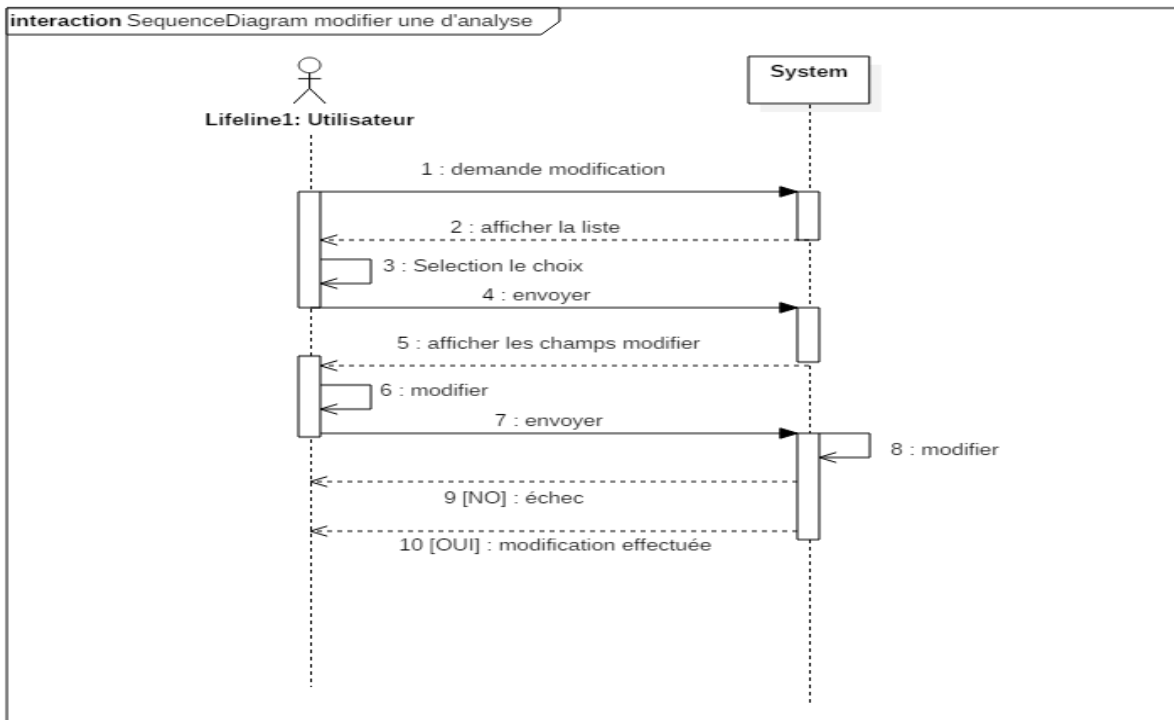 interaction SequenceDiagram modifier une d'analyse
System
Lifeline1: Utilisateur
1 : demande modification
2 : afficher la liste
3 : Selection le choix
4 : envoyer
5 : afficher les champs modifier
6 : modifier
7 : envoyer
8 : modifier
9 [NO] : échec
10 [OUI] : modification effectuée